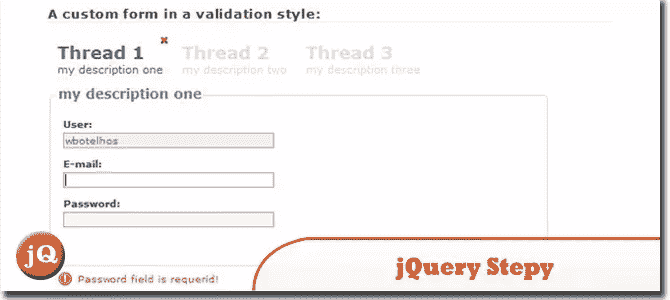 A custom form in a validation style:
Thread 1 Thread 2 Thread 3
my description one my description two my description three
my description one
User:
wbotelhos
E-mail:
Password:
Password field is requerid!
jQ
jQuery Stepy